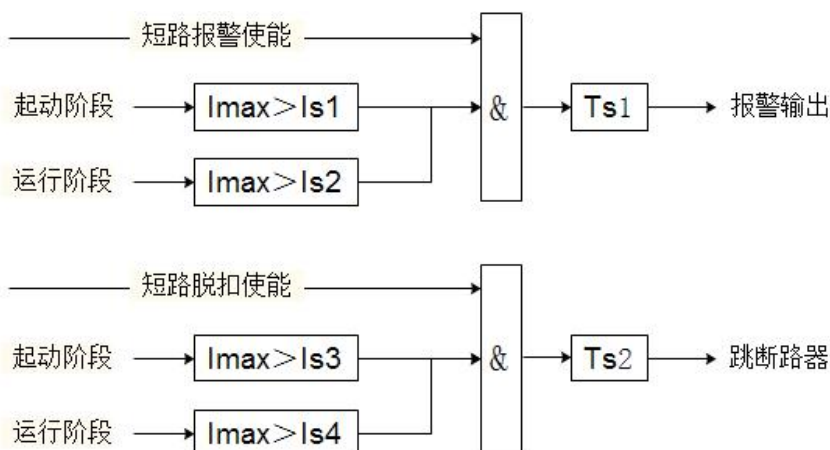 短路报警使能
起动阶段 Imax＞Is1 & Ts1 报警输出
运行阶段 Imax＞Is2
短路脱扣使能
起动阶段 Imax＞Is3 & Ts2 跳断路器
运行阶段 Imax＞Is4